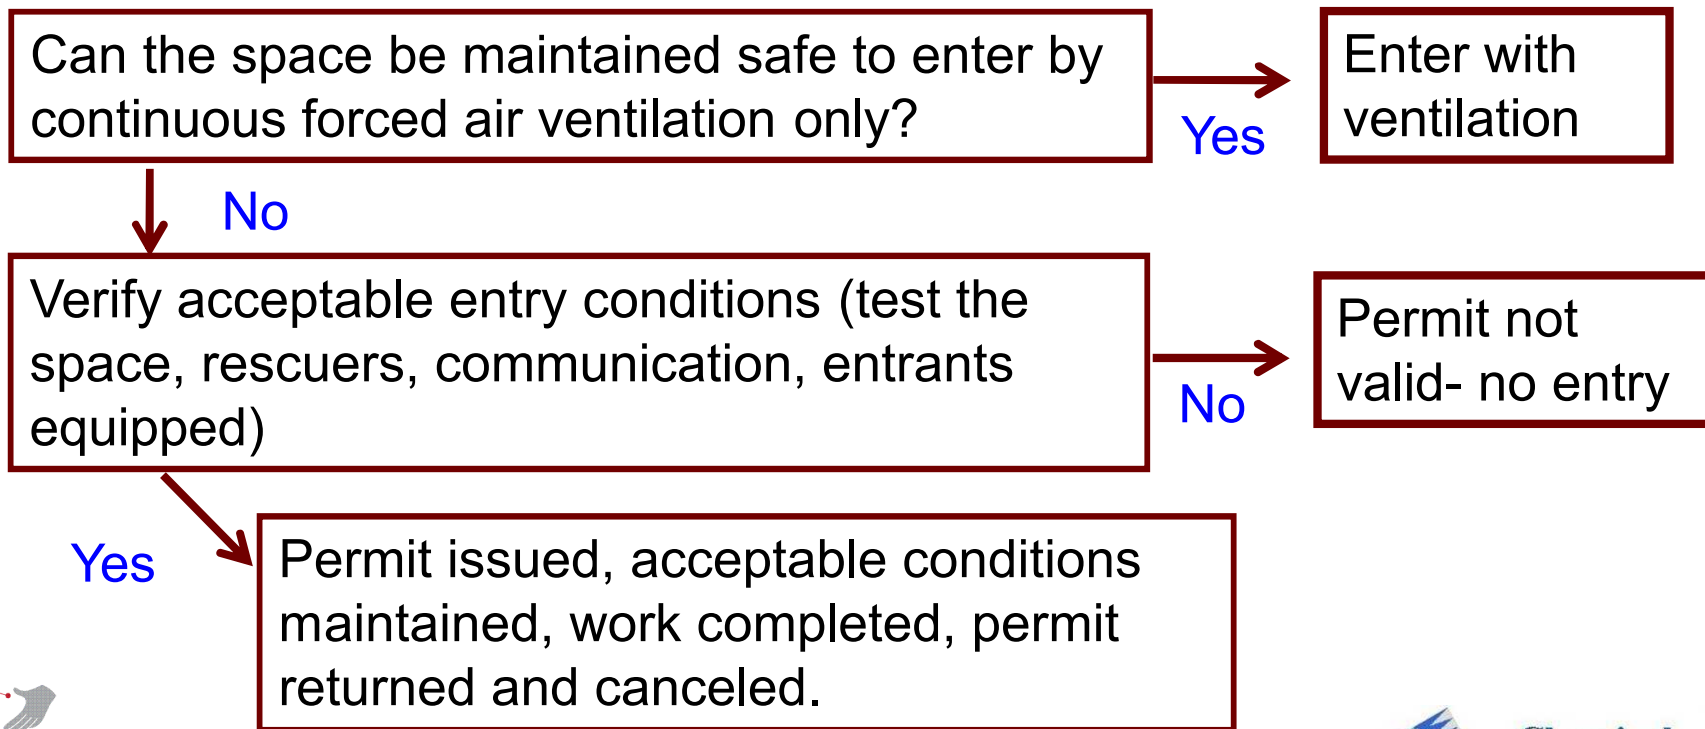 Can the space be maintained safe to enter by
continuous forced air ventilation only?
Yes
Enter with
ventilation
No
Verify acceptable entry conditions (test the
space, rescuers, communication, entrants
equipped)
No
Permit not
valid- no entry
Yes
Permit issued, acceptable conditions
maintained, work completed, permit
returned and canceled.